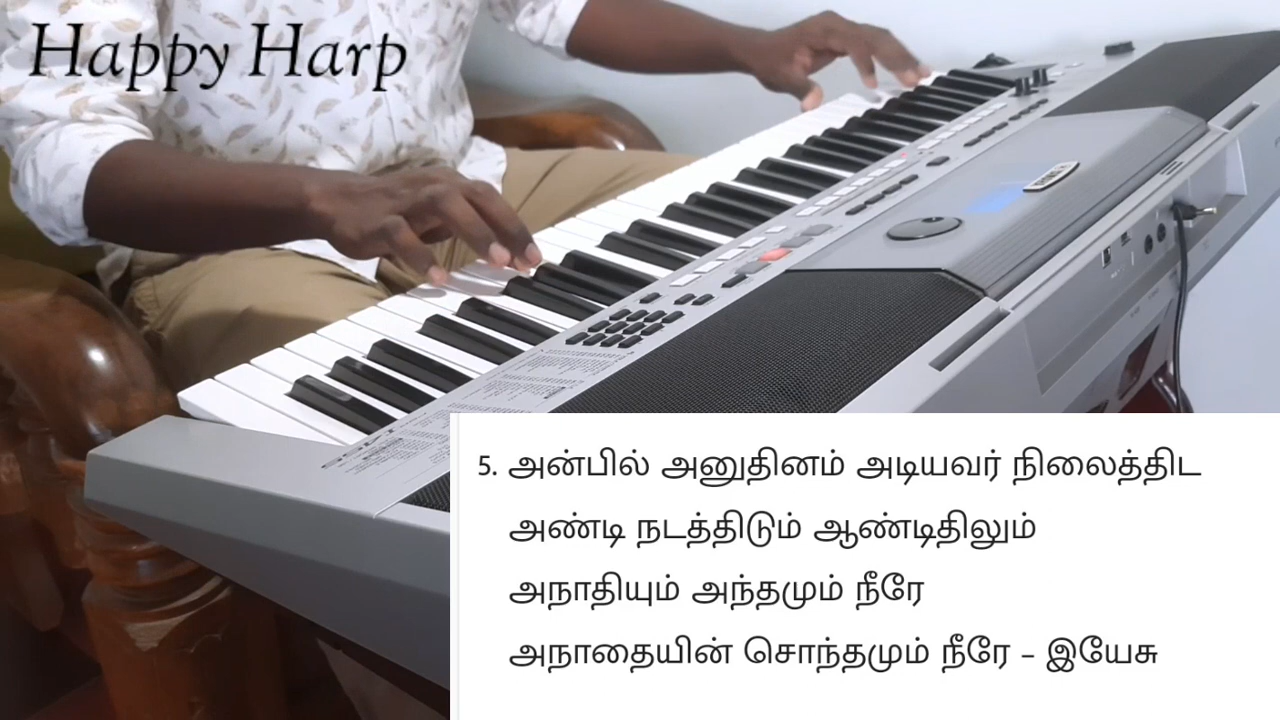 Happy Harp
5. அன்பில் அனுதினம் அடியவர் நிலைத்திட
அண்டி நடத்திடும் ஆண்டிதிலும்
அநாதியும் அந்தமும் நீரே
அநாதையின் சொந்தமும் நீரே – இயேசு